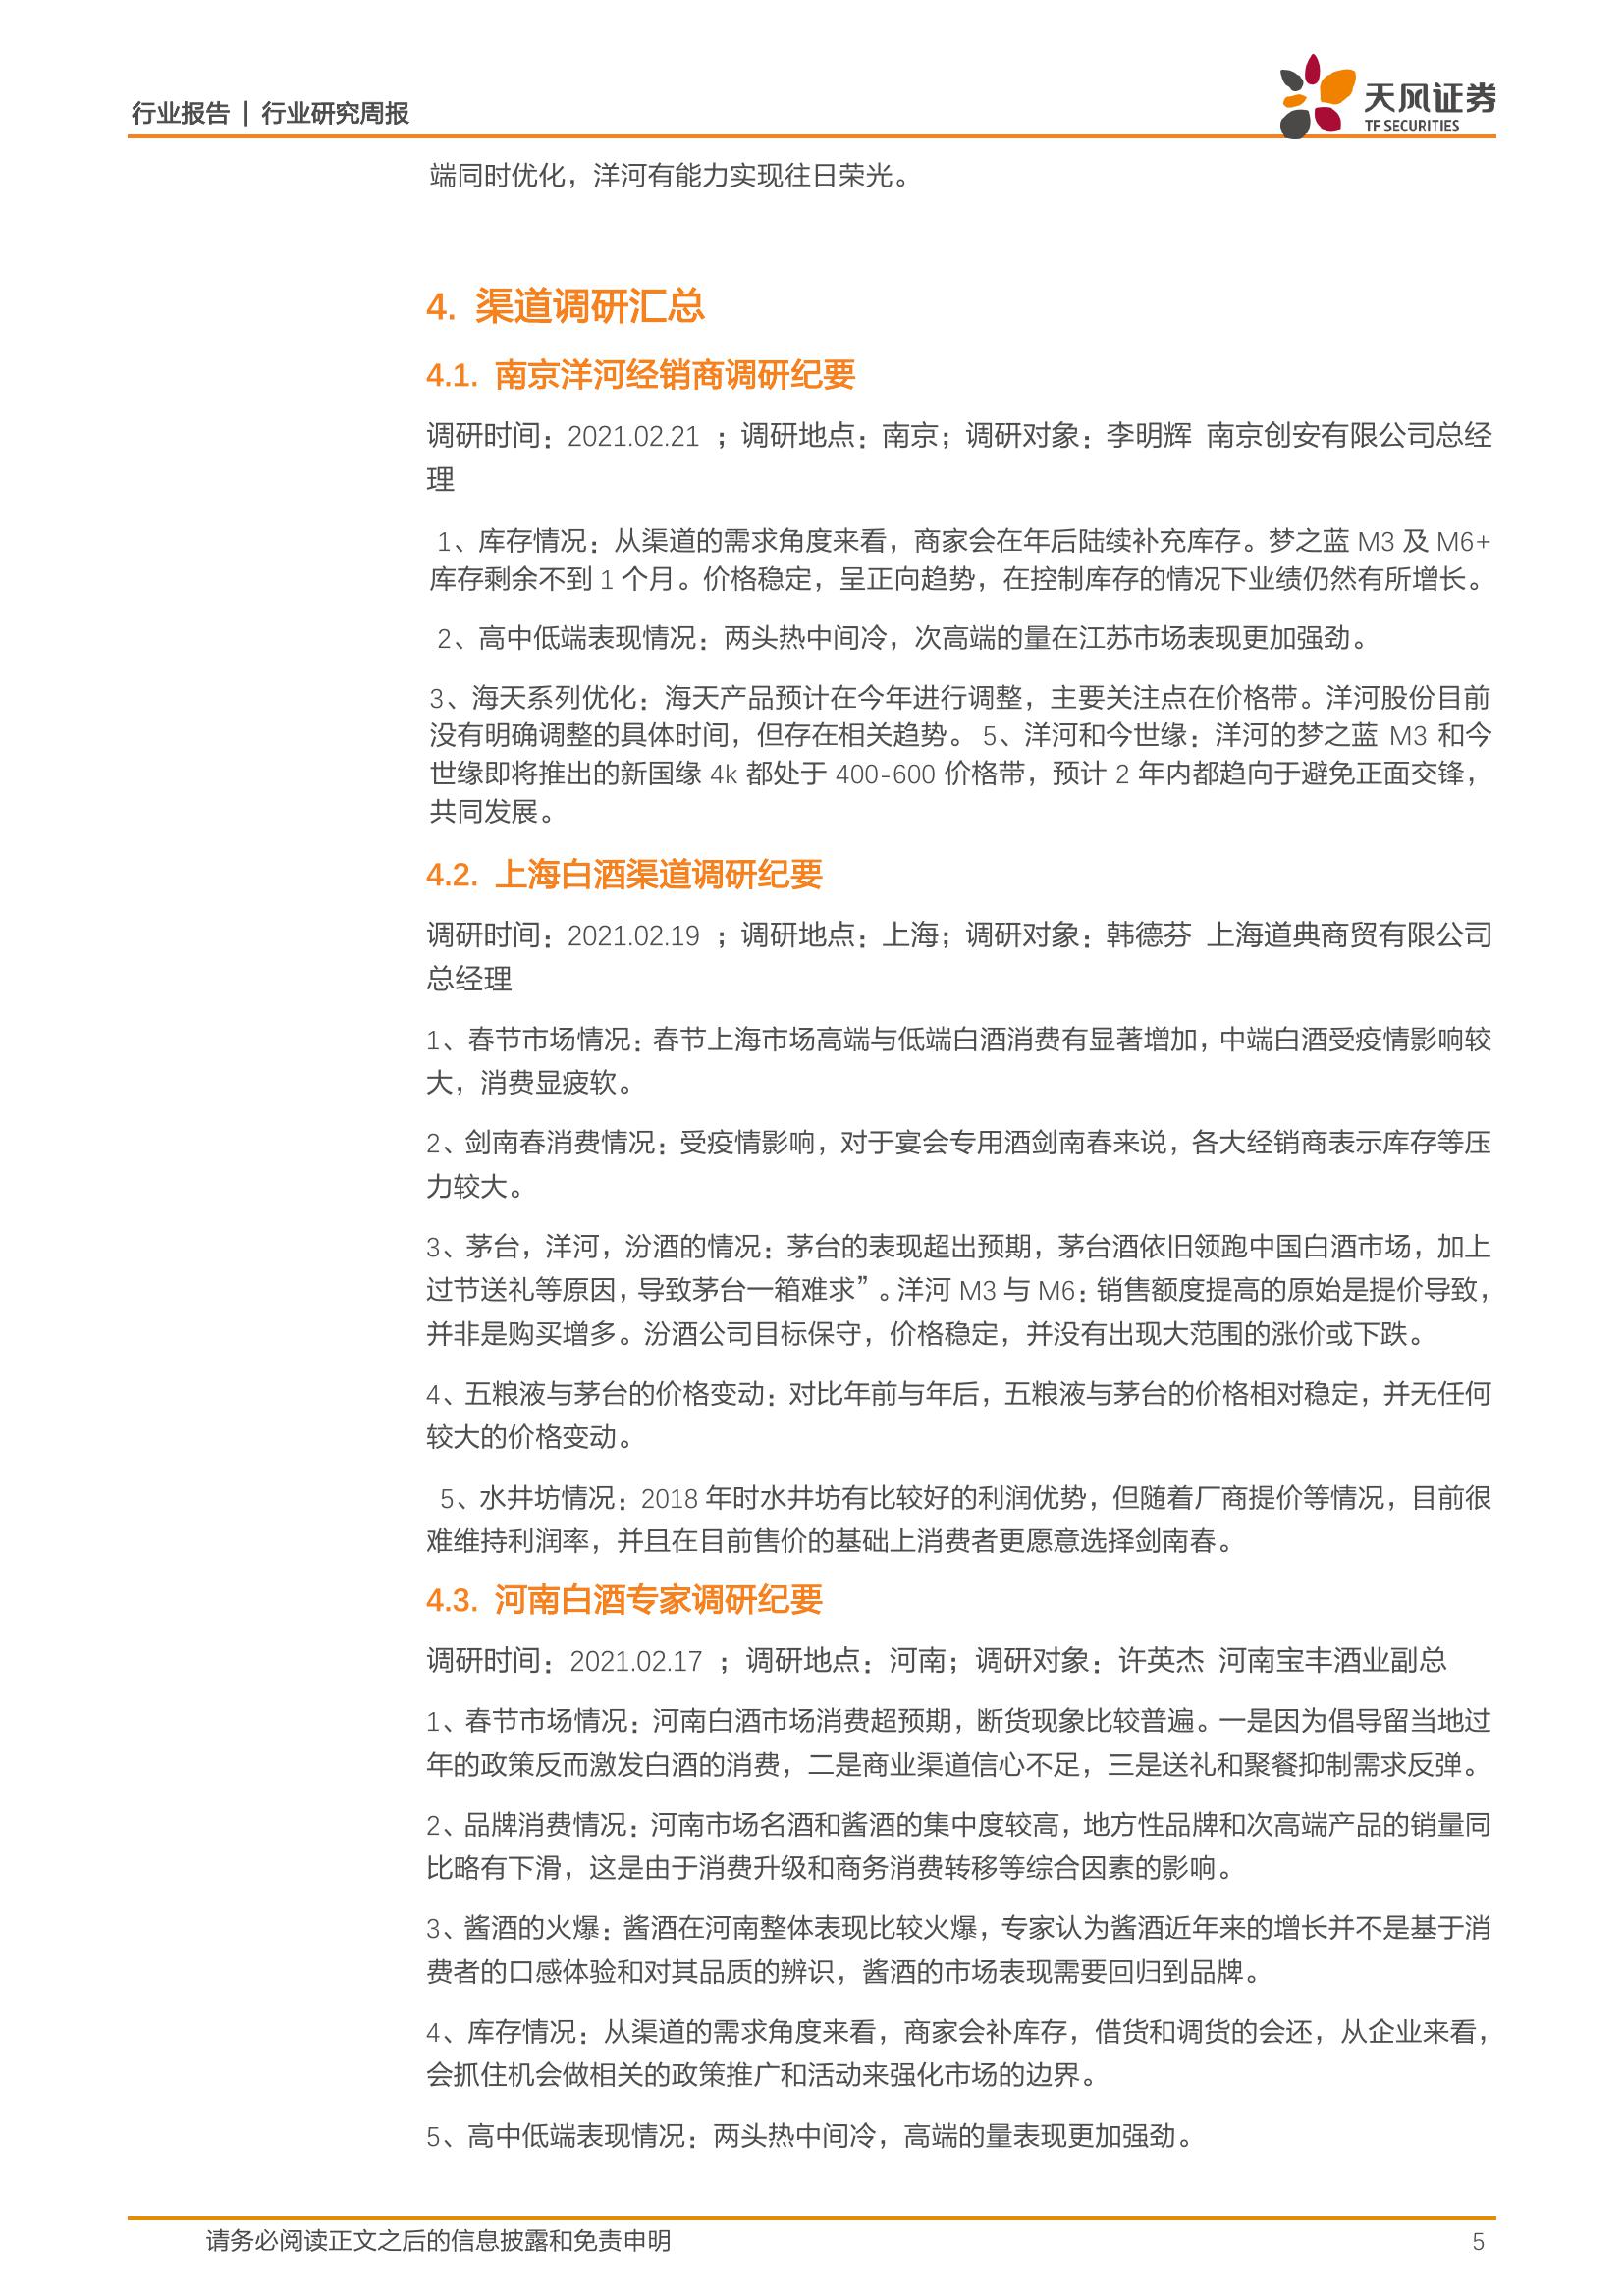 行业报告 | 行业研究周报
天风证券
TF SECURITIES
端同时优化，洋河有能力实现往日荣光。
4. 渠道调研汇总
4.1. 南京洋河经销商调研纪要
调研时间：2021.02.21 ；调研地点：南京；调研对象：李明辉 南京创安有限公司总经
理
1、库存情况：从渠道的需求角度来看，商家会在年后陆续补充库存。梦之蓝 M3 及 M6+
库存剩余不到 1 个月。价格稳定，呈正向趋势，在控制库存的情况下业绩仍然有所增长。
2、高中低端表现情况：两头热中间冷，次高端的量在江苏市场表现更加强劲。
3、海天系列优化：海天产品预计在今年进行调整，主要关注点在价格带。洋河股份目前
没有明确调整的具体时间，但存在相关趋势。 5、洋河和今世缘：洋河的梦之蓝 M3 和今
世缘即将推出的新国缘 4k 都处于 400-600 价格带，预计 2 年内都趋向于避免正面交锋，
共同发展。
4.2. 上海白酒渠道调研纪要
调研时间：2021.02.19 ；调研地点：上海；调研对象：韩德芬 上海道典商贸有限公司
总经理
1、春节市场情况：春节上海市场高端与低端白酒消费有显著增加，中端白酒受疫情影响较
大，消费显疲软。
2、剑南春消费情况：受疫情影响，对于宴会专用酒剑南春来说，各大经销商表示库存等压
力较大。
3、茅台，洋河，汾酒的情况：茅台的表现超出预期，茅台酒依旧领跑中国白酒市场，加上
过节送礼等原因，导致茅台一箱难求”。洋河 M3 与 M6：销售额度提高的原始是提价导致，
并非是购买增多。汾酒公司目标保守，价格稳定，并没有出现大范围的涨价或下跌。
4、五粮液与茅台的价格变动：对比年前与年后，五粮液与茅台的价格相对稳定，并无任何
较大的价格变动。
5、水井坊情况：2018 年时水井坊有比较好的利润优势，但随着厂商提价等情况，目前很
难维持利润率，并且在目前售价的基础上消费者更愿意选择剑南春。
4.3. 河南白酒专家调研纪要
调研时间：2021.02.17 ；调研地点：河南；调研对象：许英杰 河南宝丰酒业副总
1、春节市场情况：河南白酒市场消费超预期，断货现象比较普遍。一是因为倡导留当地过
年的政策反而激发白酒的消费，二是商业渠道信心不足，三是送礼和聚餐抑制需求反弹。
2、品牌消费情况：河南市场名酒和酱酒的集中度较高，地方性品牌和次高端产品的销量同
比略有下滑，这是由于消费升级和商务消费转移等综合因素的影响。
3、酱酒的火爆：酱酒在河南整体表现比较火爆，专家认为酱酒近年来的增长并不是基于消
费者的口感体验和对其品质的辨识，酱酒的市场表现需要回归到品牌。
4、库存情况：从渠道的需求角度来看，商家会补库存，借货和调货的会还，从企业来看，
会抓住机会做相关的政策推广和活动来强化市场的边界。
5、高中低端表现情况：两头热中间冷，高端的量表现更加强劲。
请务必阅读正文之后的信息披露和免责申明
5